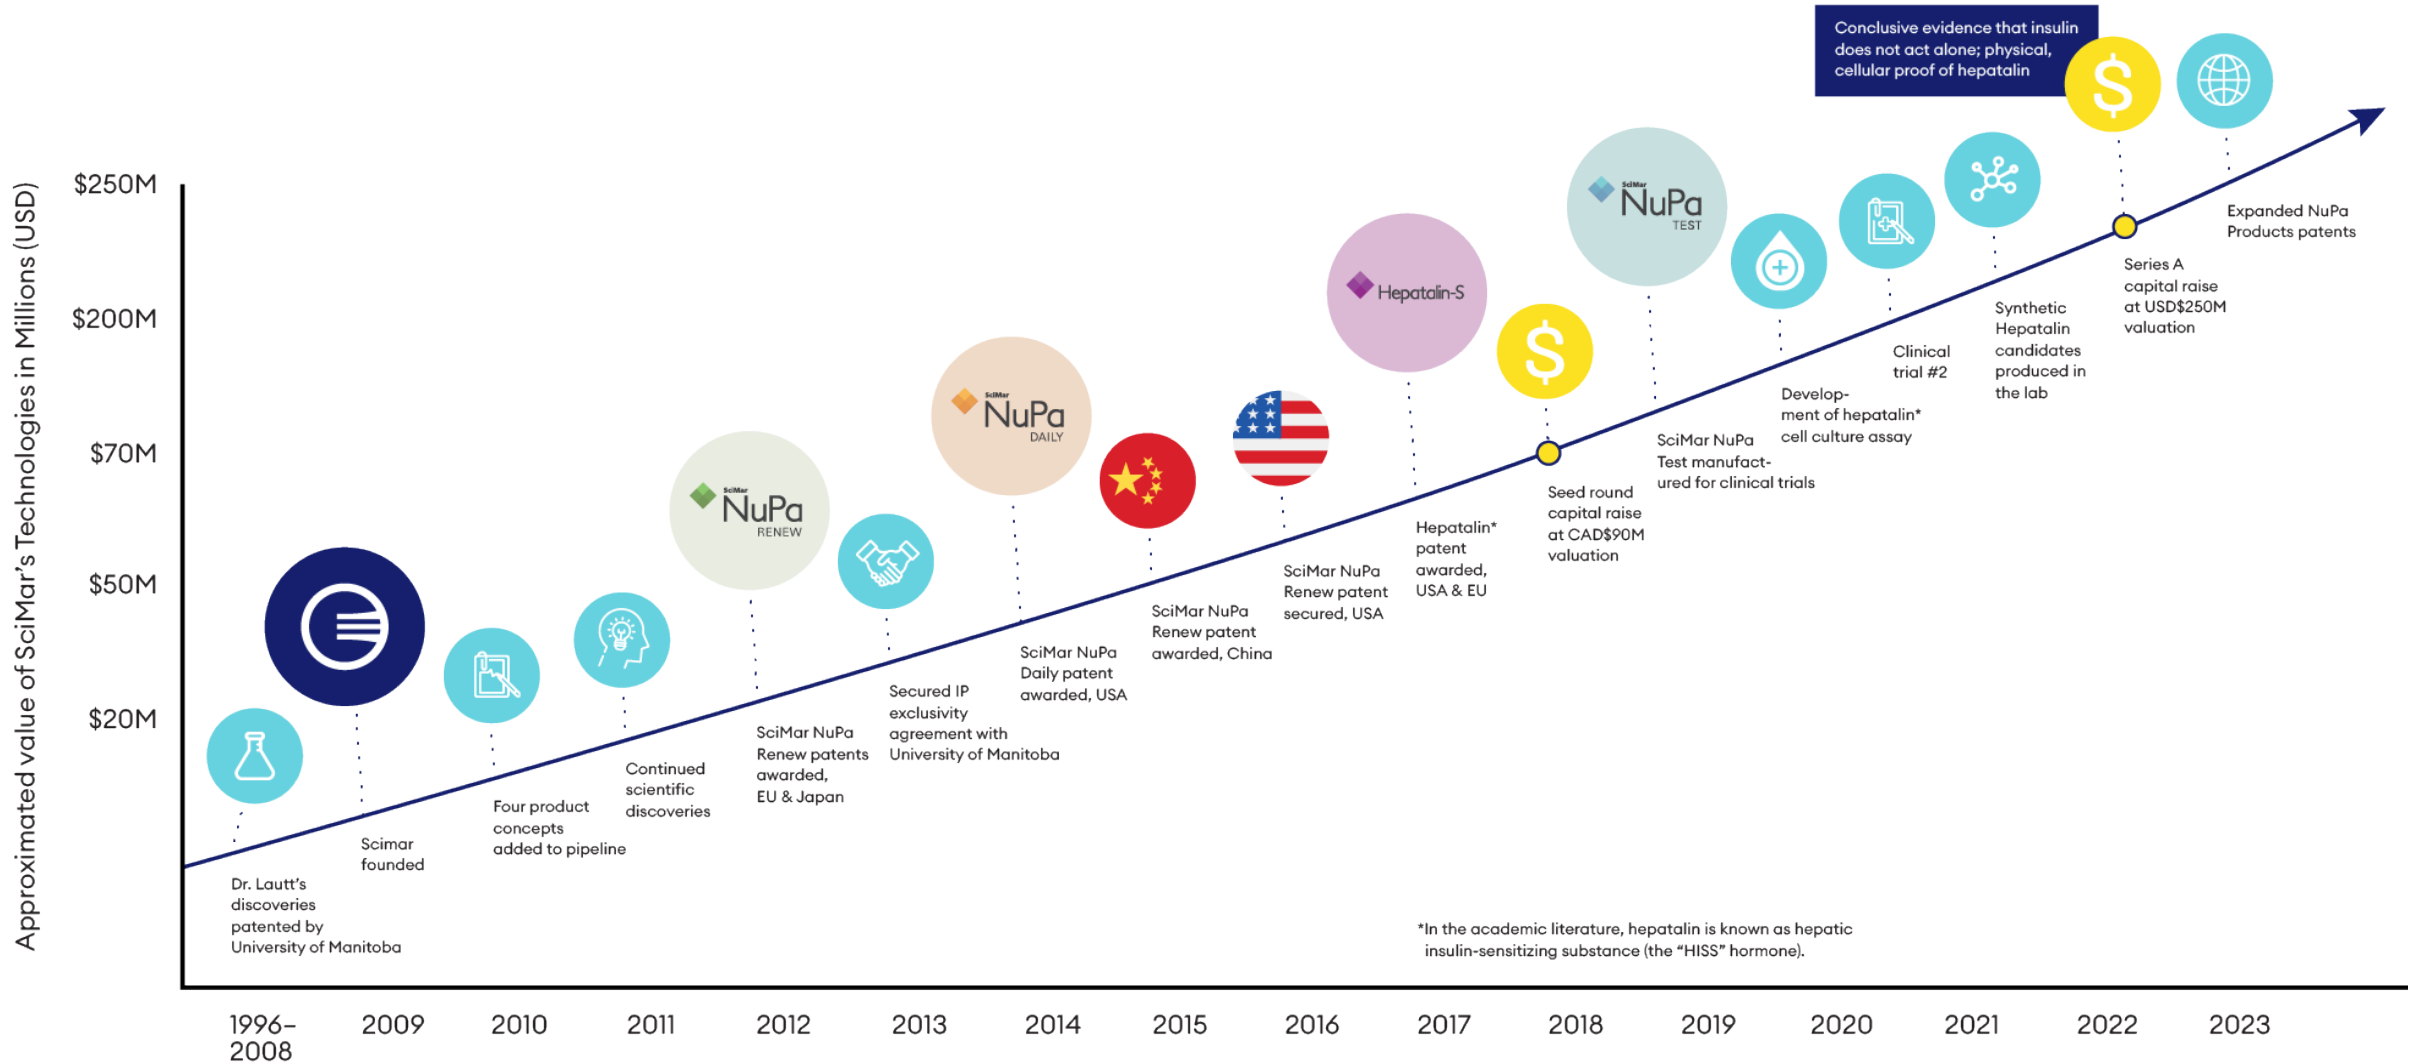 Conclusive evidence that insulin
does not act alone; physical,
cellular proof of hepatalin
$
Approximated value of SciMar's Technologies in Millions (USD)
$250M
$200M
$70M
$50M
$20M
SciMar
NuPa
RENEW
SciMar
NuPa
DAILY
Hepatalin-S
$
SciMar
NuPa
TEST
Dr. Lautt's
discoveries
patented by
University of Manitoba
Scimar
founded
Four product
concepts
added to pipeline
Continued
scientific
discoveries
SciMar NuPa
Renew patents
awarded,
EU & Japan
Secured IP
exclusivity
agreement with
University of Manitoba
SciMar NuPa
Daily patent
awarded, USA
SciMar NuPa
Renew patent
awarded, China
SciMar NuPa
Renew patent
secured, USA
Hepatalin*
patent
awarded,
USA & EU
Seed round
capital raise
at CAD$90M
valuation
SciMar NuPa
Test manufact-
ured for clinical trials
Develop-
ment of hepatalin*
cell culture assay
Clinical
trial #2
Synthetic
Hepatalin
candidates
produced in
the lab
Series A
capital raise
at USD$250M
valuation
Expanded NuPa
Products patents
*In the academic literature, hepatalin is known as hepatic
insulin-sensitizing substance (the “HISS” hormone).
1996–
2008
2009
2010
2011
2012
2013
2014
2015
2016
2017
2018
2019
2020
2021
2022
2023